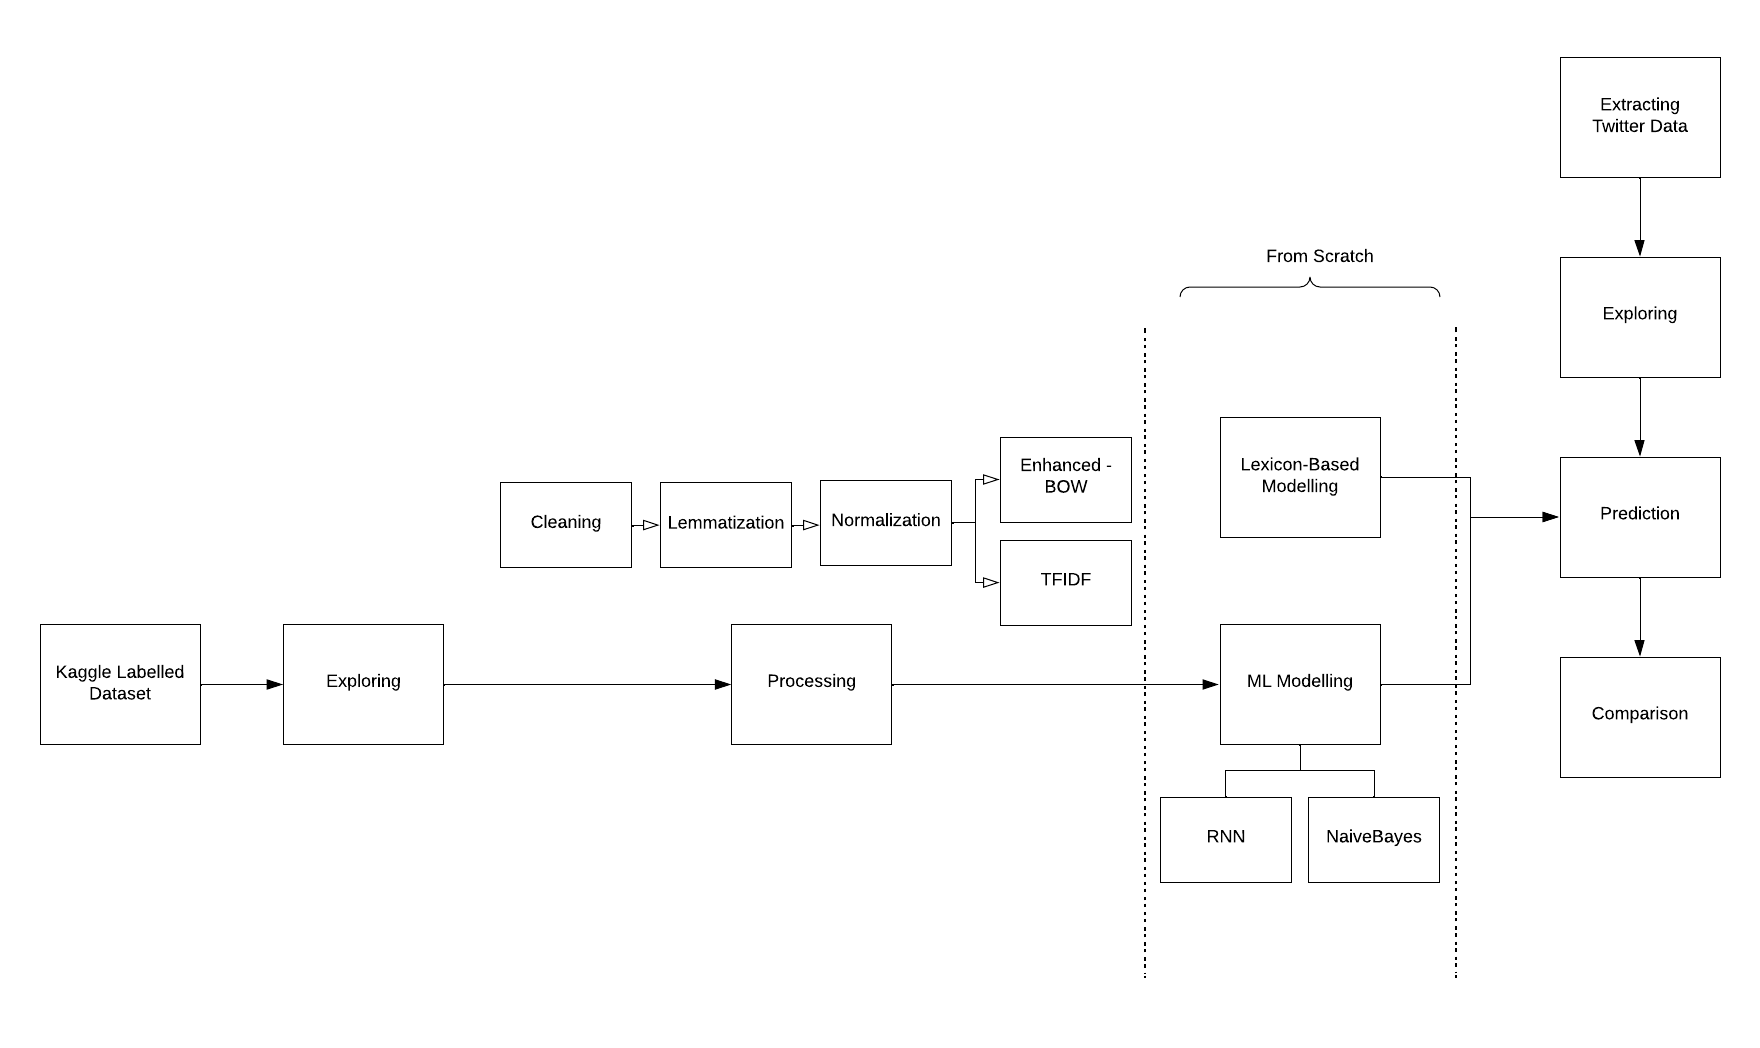 Extracting
Twitter Data
From Scratch
Exploring
Enhanced -
BOW
Lexicon-Based
Modelling
Cleaning
Lemmatization
Normalization
Prediction
TFIDF
Kaggle Labelled
Dataset
Exploring
Processing
ML Modelling
Comparison
RNN
NaiveBayes